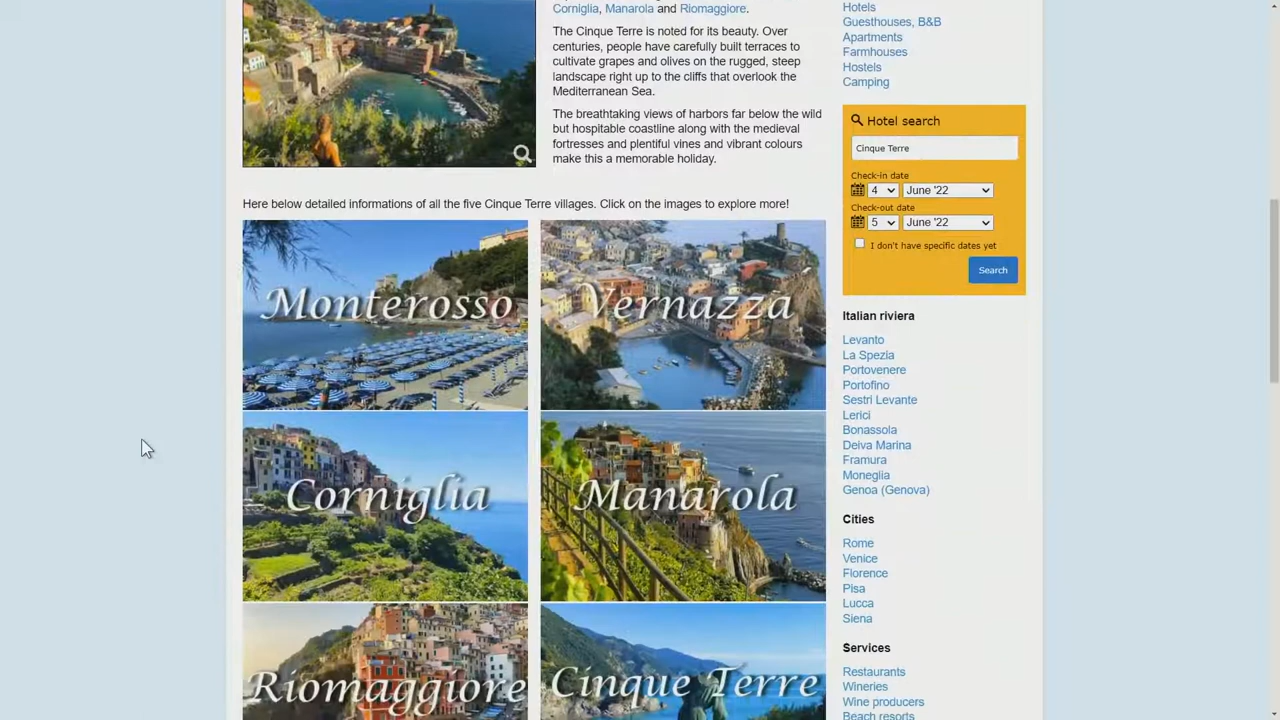 Corniglia, Manarola and Riomaggiore.
The Cinque Terre is noted for its beauty. Over
centuries, people have carefully built terraces to
cultivate grapes and olives on the rugged, steep
landscape right up to the cliffs that overlook the
Mediterranean Sea.
The breathtaking views of harbors far below the wild
but hospitable coastline along with the medieval
fortresses and plentiful vines and vibrant colours
make this a memorable holiday.
Here below detailed informations of all the five Cinque Terre villages. Click on the images to explore more!
Monterosso
Vernazza
Corniglia
Manarola
Riomaggiore
Cinque Terre
Hotels
Guesthouses, B&B
Apartments
Farmhouses
Hostels
Camping
Hotel search
Cinque Terre
Check-in date
4 June '22
Check-out date
5 June '22
I don't have specific dates yet
Search
Italian riviera
Levanto
La Spezia
Portovenere
Portofino
Sestri Levante
Lerici
Bonassola
Deiva Marina
Framura
Moneglia
Genoa (Genova)
Cities
Rome
Venice
Florence
Pisa
Lucca
Siena
Services
Restaurants
Wineries
Wine producers
Beach resorts